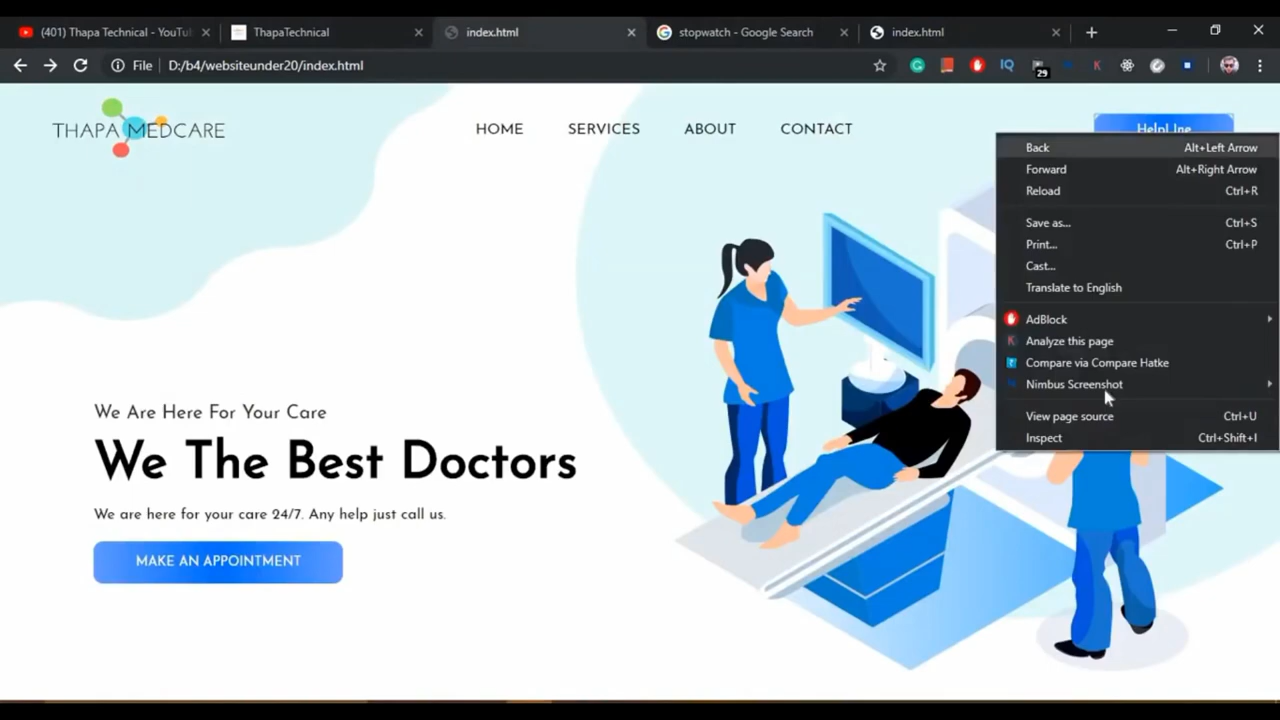 (401) Thapa Technical - YouTu
ThapaTechnical
index.html
stopwatch - Google Search
index.html
File D:/b4/websiteunder20/index.html
IQ
29
K
THAPA MEDCARE
HOME SERVICES ABOUT CONTACT
HelpLine
Back Alt+Left Arrow
Forward Alt+Right Arrow
Reload Ctrl+R
Save as... Ctrl+S
Print... Ctrl+P
Cast...
Translate to English
AdBlock
K Analyze this page
Compare via Compare Hatke
Nimbus Screenshot
View page source Ctrl+U
Inspect Ctrl+Shift+I
We Are Here For Your Care
We The Best Doctors
We are here for your care 24/7. Any help just call us.
MAKE AN APPOINTMENT